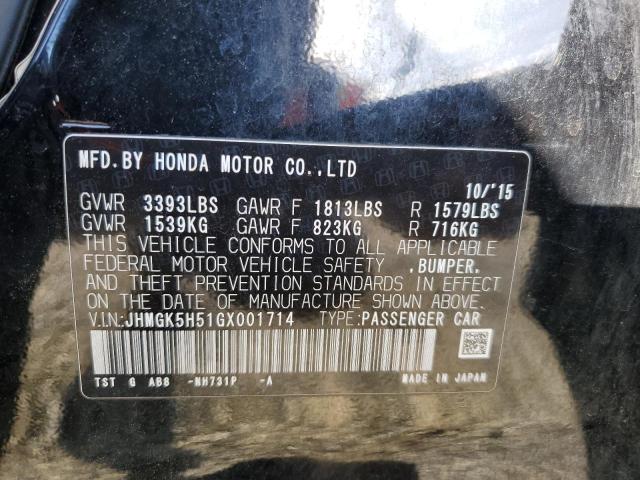 MFD.BY HONDA MOTOR CO.,LTD
10/'15
GVWR 3393LBS GAWR F 1813LBS R 1579LBS
GVWR 1539KG GAWR F 823KG R 716KG
THIS VEHICLE CONFORMS TO ALL APPLICABLE
FEDERAL MOTOR VEHICLE SAFETY ,BUMPER,
AND THEFT PREVENTION STANDARDS IN EFFECT
ON THE DATE OF MANUFACTURE SHOWN ABOVE.
V.I.N.:JHMGK5H51GX001714 TYPE:PASSENGER CAR
TST G AB8 -NH731P -A MADE IN JAPAN